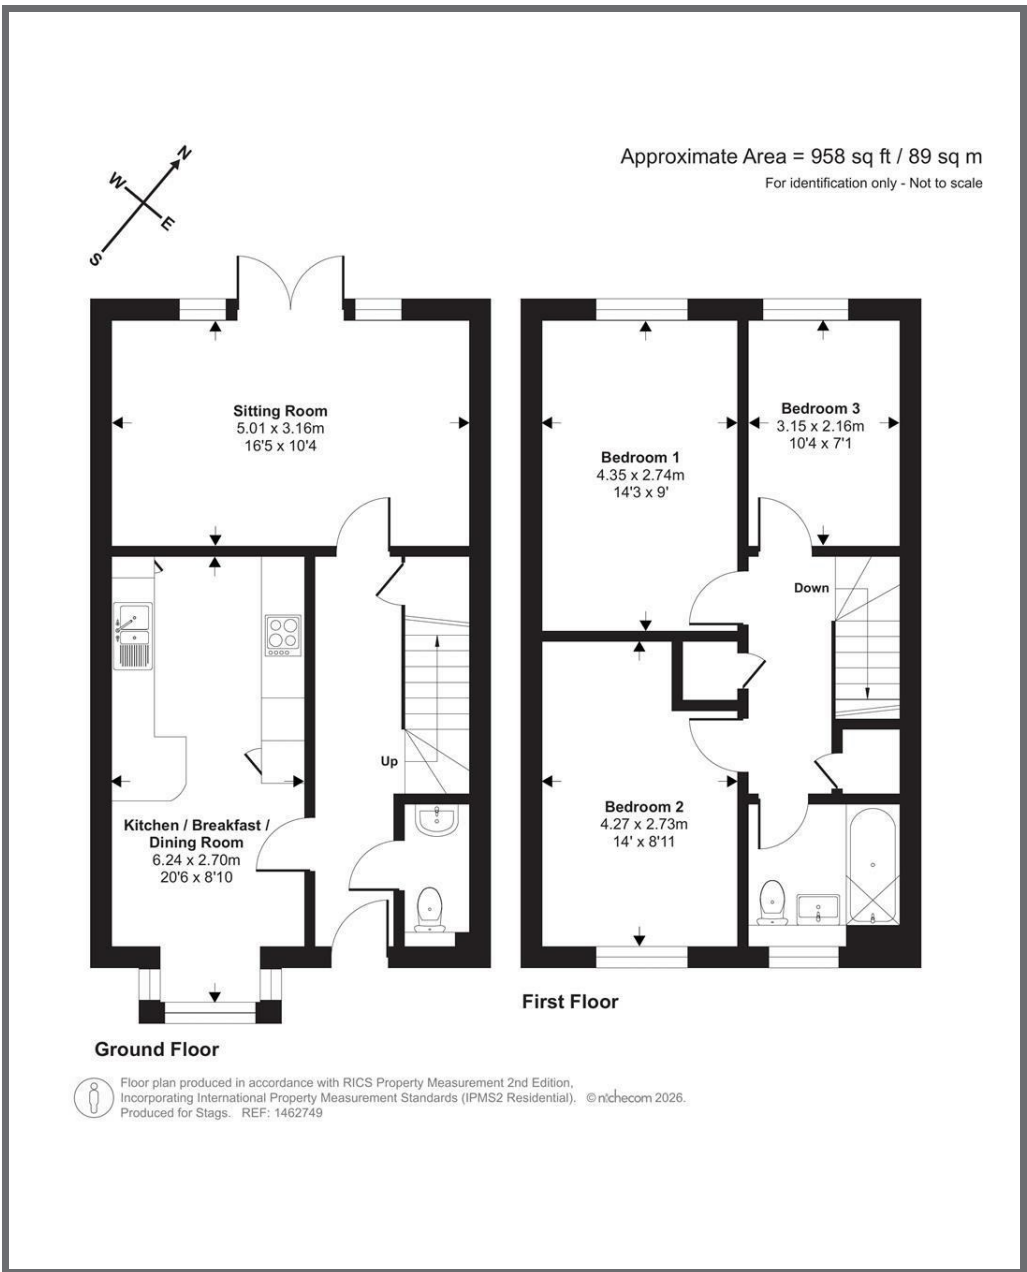 N
W
E
S
Approximate Area = 958 sq ft / 89 sq m
For identification only - Not to scale
Sitting Room
5.01 x 3.16m
16'5 x 10'4
Up
Kitchen / Breakfast /
Dining Room
6.24 x 2.70m
20'6 x 8'10
Ground Floor
Bedroom 1
4.35 x 2.74m
14'3 x 9'
Bedroom 3
3.15 x 2.16m
10'4 x 7'1
Down
Bedroom 2
4.27 x 2.73m
14' x 8'11
First Floor
Floor plan produced in accordance with RICS Property Measurement 2nd Edition,
Incorporating International Property Measurement Standards (IPMS2 Residential). © nichecom 2026.
Produced for Stags. REF: 1462749